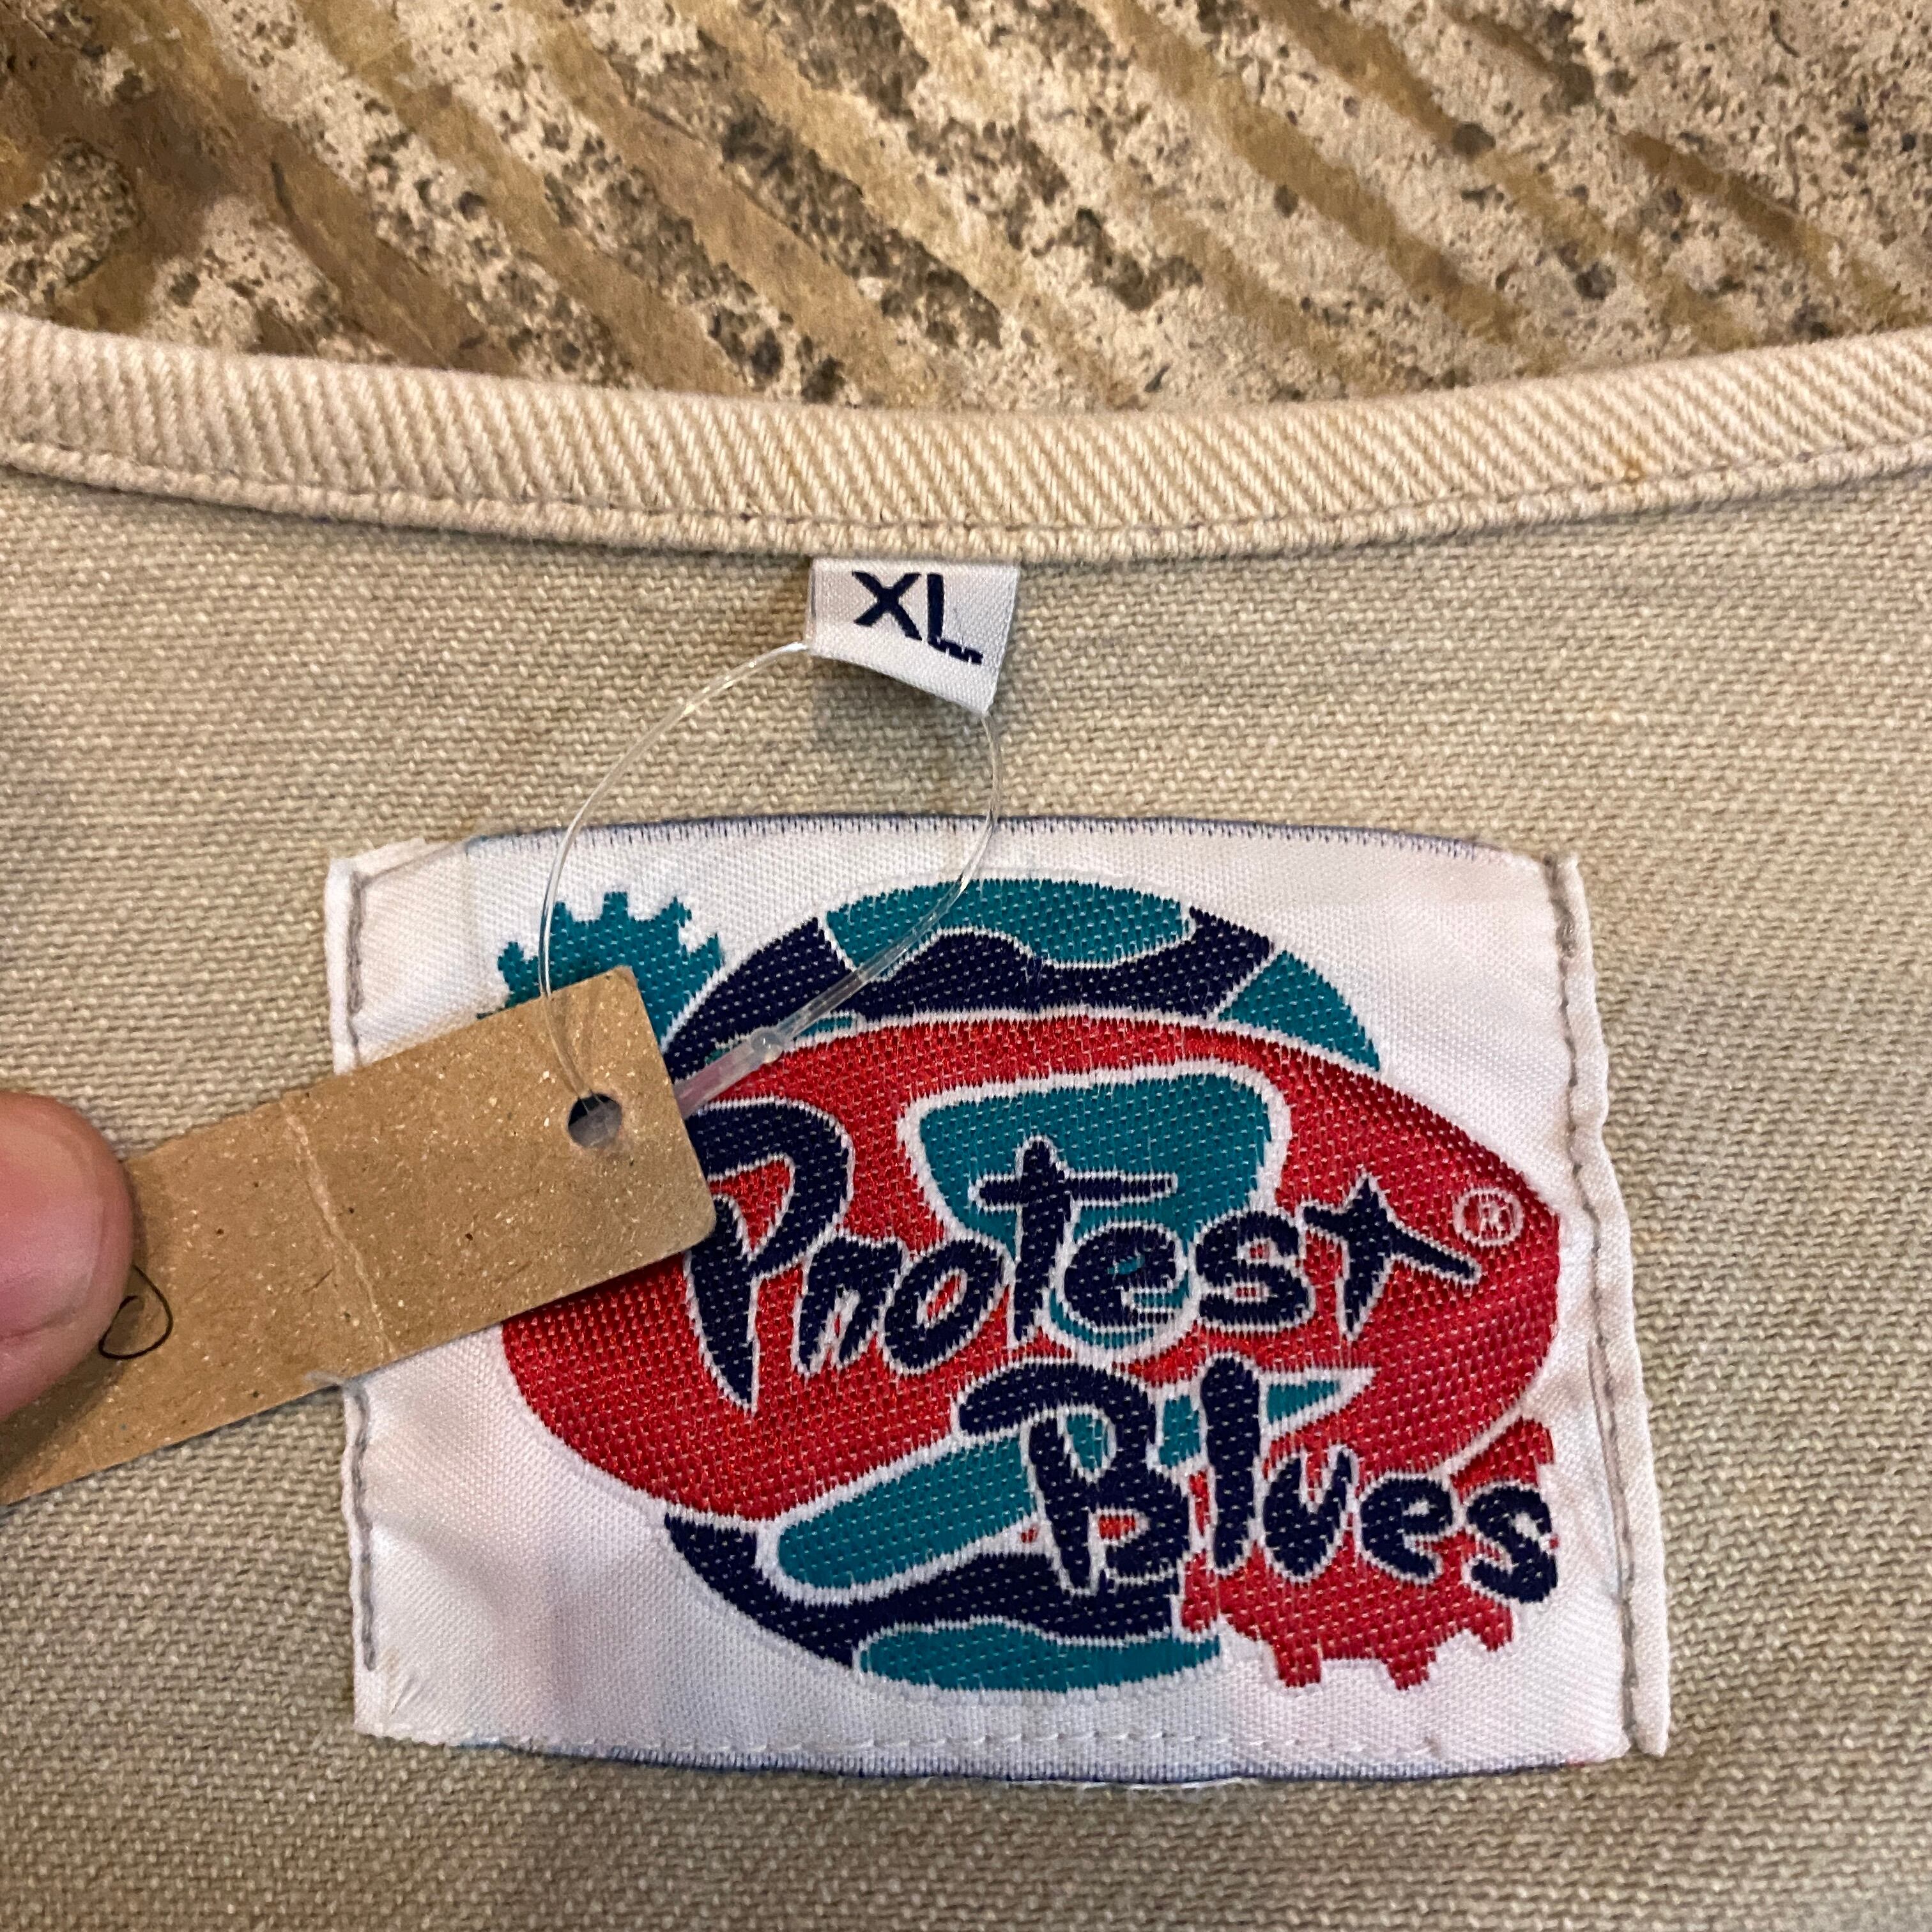 XL
Protest ®
Blues